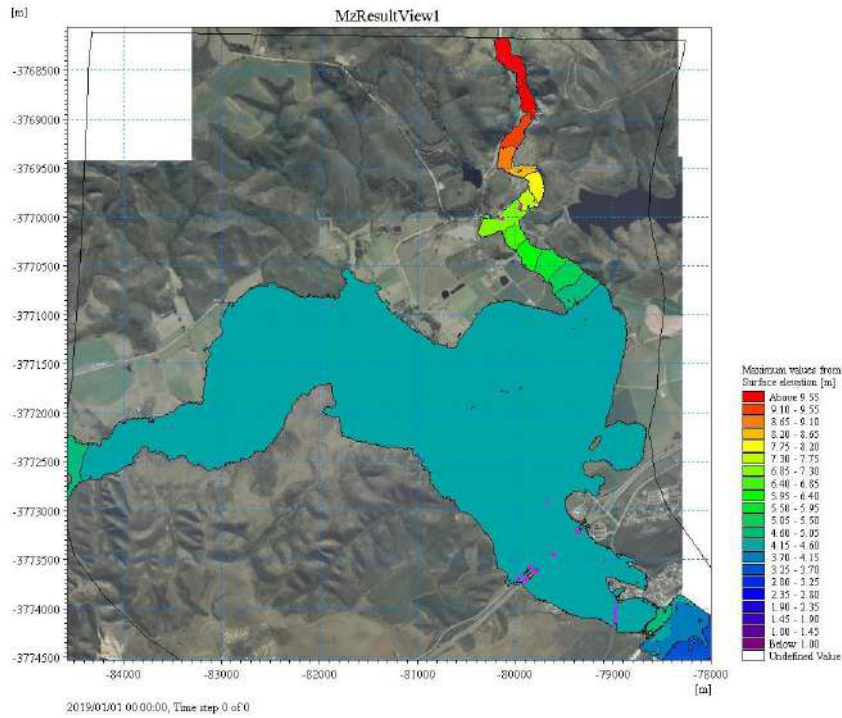 [m]
MzResultView1
-3768500
-3769000
-3769500
-3770000
-3770500
-3771000
-3771500
-3772000
-3772500
-3773000
-3773500
-3774000
-3774500
-84000
-83000
-82000
-81000
-80000
-79000
-78000
[m]
Maximum values from
Surface elevation [m]
Above 9.55
9.10 - 9.55
8.65 - 9.10
8.20 - 8.65
7.75 - 8.20
7.30 - 7.75
6.85 - 7.30
6.40 - 6.85
5.95 - 6.40
5.50 - 5.95
5.05 - 5.50
4.60 - 5.05
4.15 - 4.60
3.70 - 4.15
3.25 - 3.70
2.80 - 3.25
2.35 - 2.80
1.90 - 2.35
1.45 - 1.90
1.00 - 1.45
Below 1.00
Undefined Value
2019/01/01 00:00:00, Time step 0 of 0